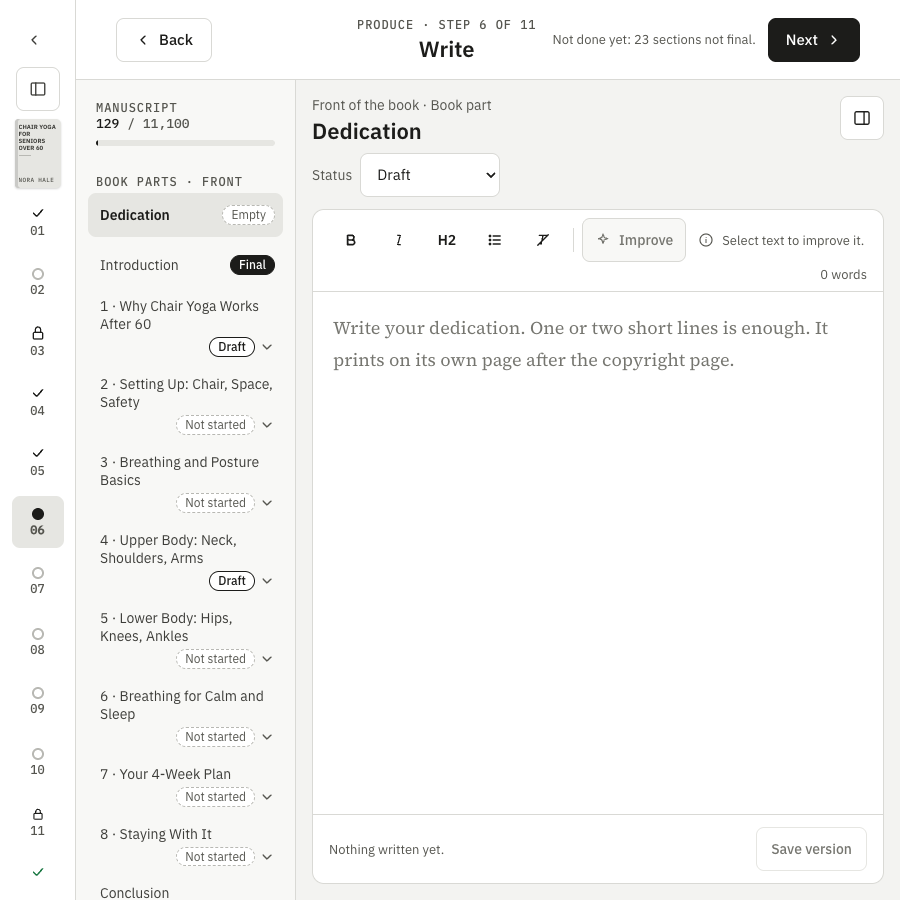 PRODUCE · STEP 6 OF 11
Back
Write
Not done yet: 23 sections not final.
Next
CHAIR YOGA
FOR
SENIORS
OVER 60
NORA HALE
01
02
03
04
05
06
07
08
09
10
11
MANUSCRIPT
129 / 11,100
BOOK PARTS · FRONT
Dedication
Empty
Introduction
Final
1 · Why Chair Yoga Works
After 60
Draft
2 · Setting Up: Chair, Space,
Safety
Not started
3 · Breathing and Posture
Basics
Not started
4 · Upper Body: Neck,
Shoulders, Arms
Draft
5 · Lower Body: Hips,
Knees, Ankles
Not started
6 · Breathing for Calm and
Sleep
Not started
7 · Your 4-Week Plan
Not started
8 · Staying With It
Not started
Conclusion
Front of the book · Book part
Dedication
Status
Draft
B
I
H2
Improve
Select text to improve it.
0 words
Write your dedication. One or two short lines is enough. It
prints on its own page after the copyright page.
Nothing written yet.
Save version